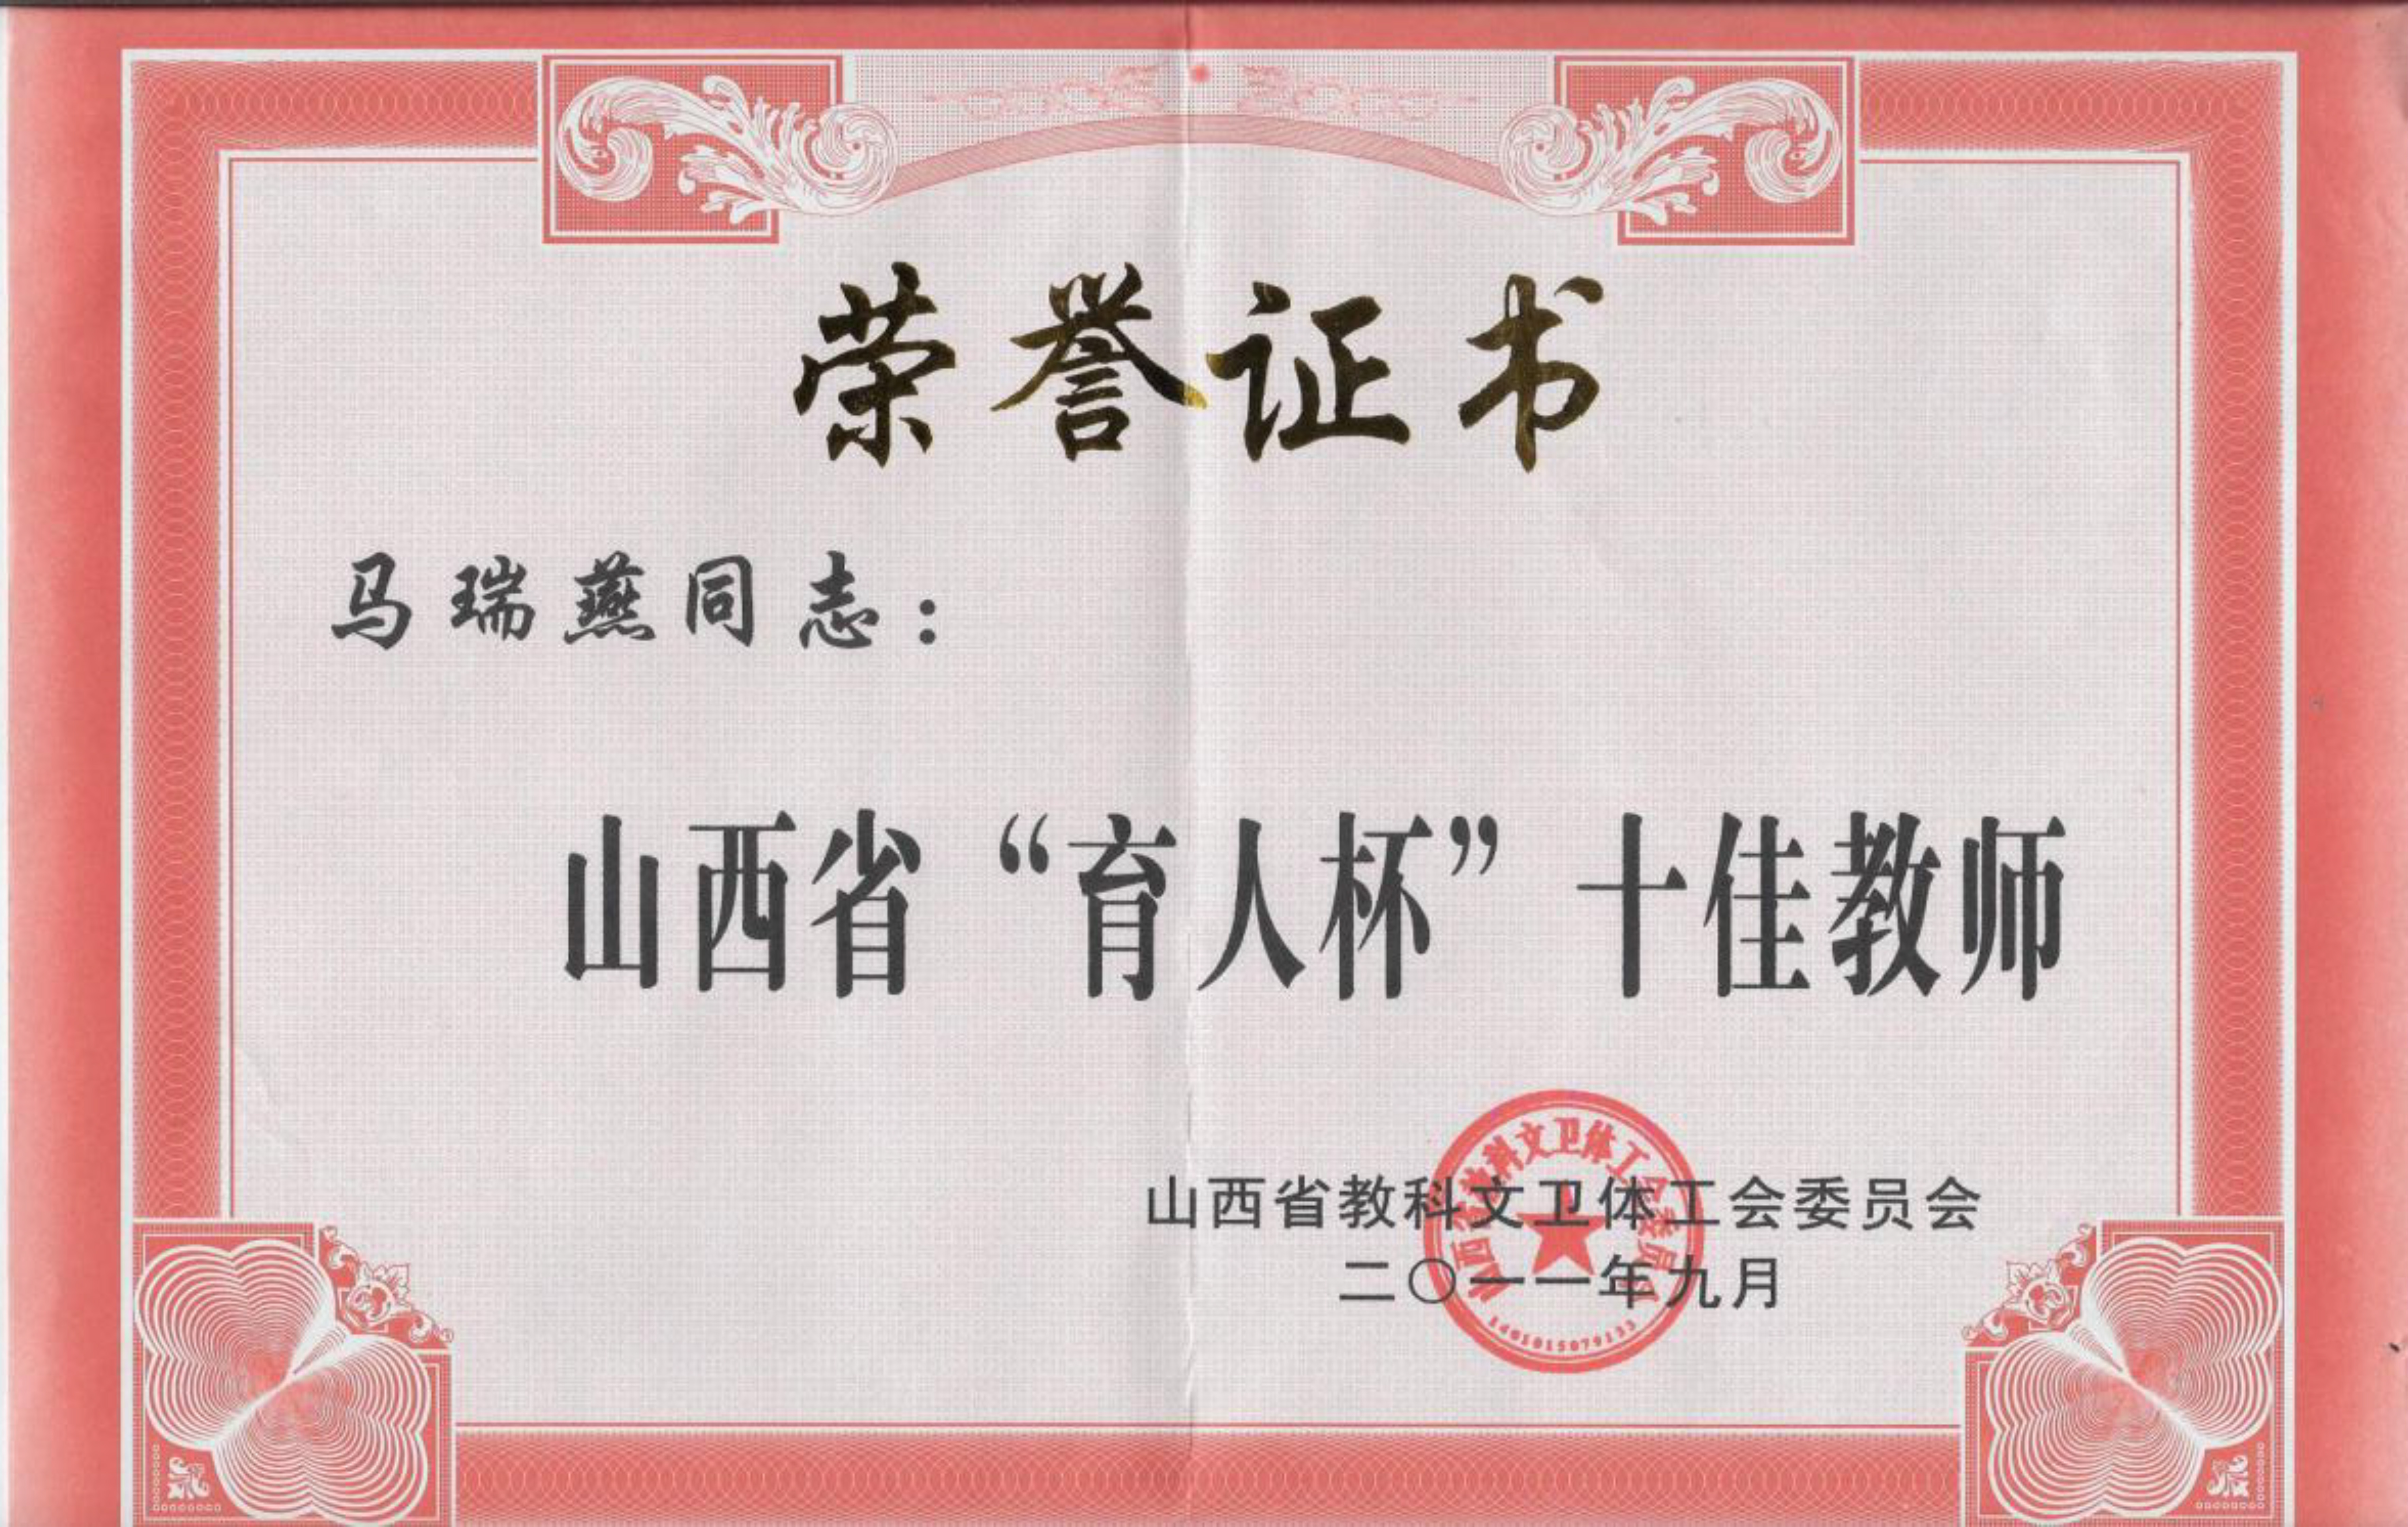 荣誉证书
马瑞燕同志：
山西省“育人杯”十佳教师
山西省教科文卫体工会委员会
二〇一一年九月
山西省教科文卫体工会委员会